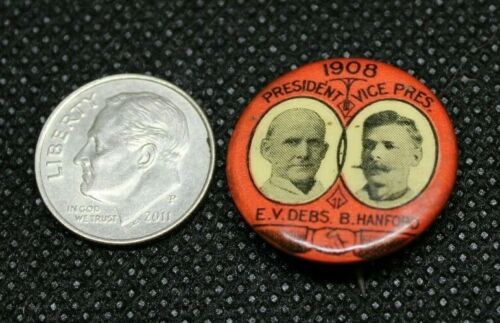 LIBERTY
IN GOD
WE TRUST
P
2011
1908
PRESIDENT VICE PRES.
E.V. DEBS. B. HANFORD